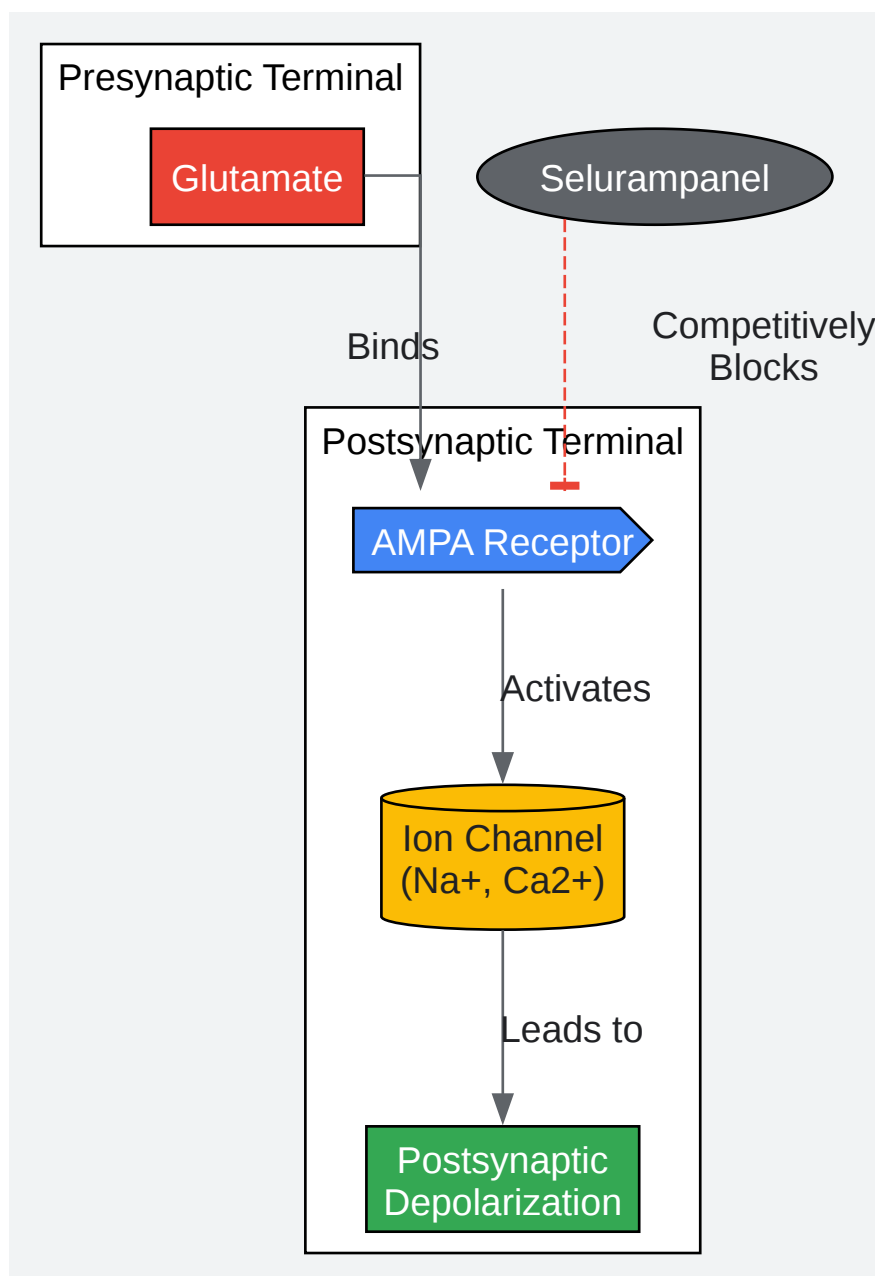 Presynaptic Terminal
Glutamate
Selurampanel
Binds
Competitively
Blocks
Postsynaptic Terminal
AMPA Receptor
Activates
Ion Channel
(Na+, Ca2+)
Leads to
Postsynaptic
Depolarization